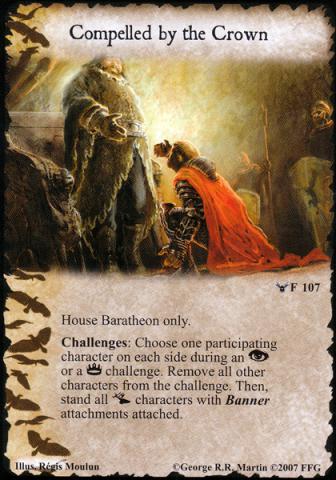 Compelled by the Crown
F 107
House Baratheon only.
Challenges: Choose one participating
character on each side during an
or a challenge. Remove all other
characters from the challenge. Then,
stand all characters with Banner
attachments attached.
Illus. Régis Moulun ©George R.R. Martin ©2007 FFG